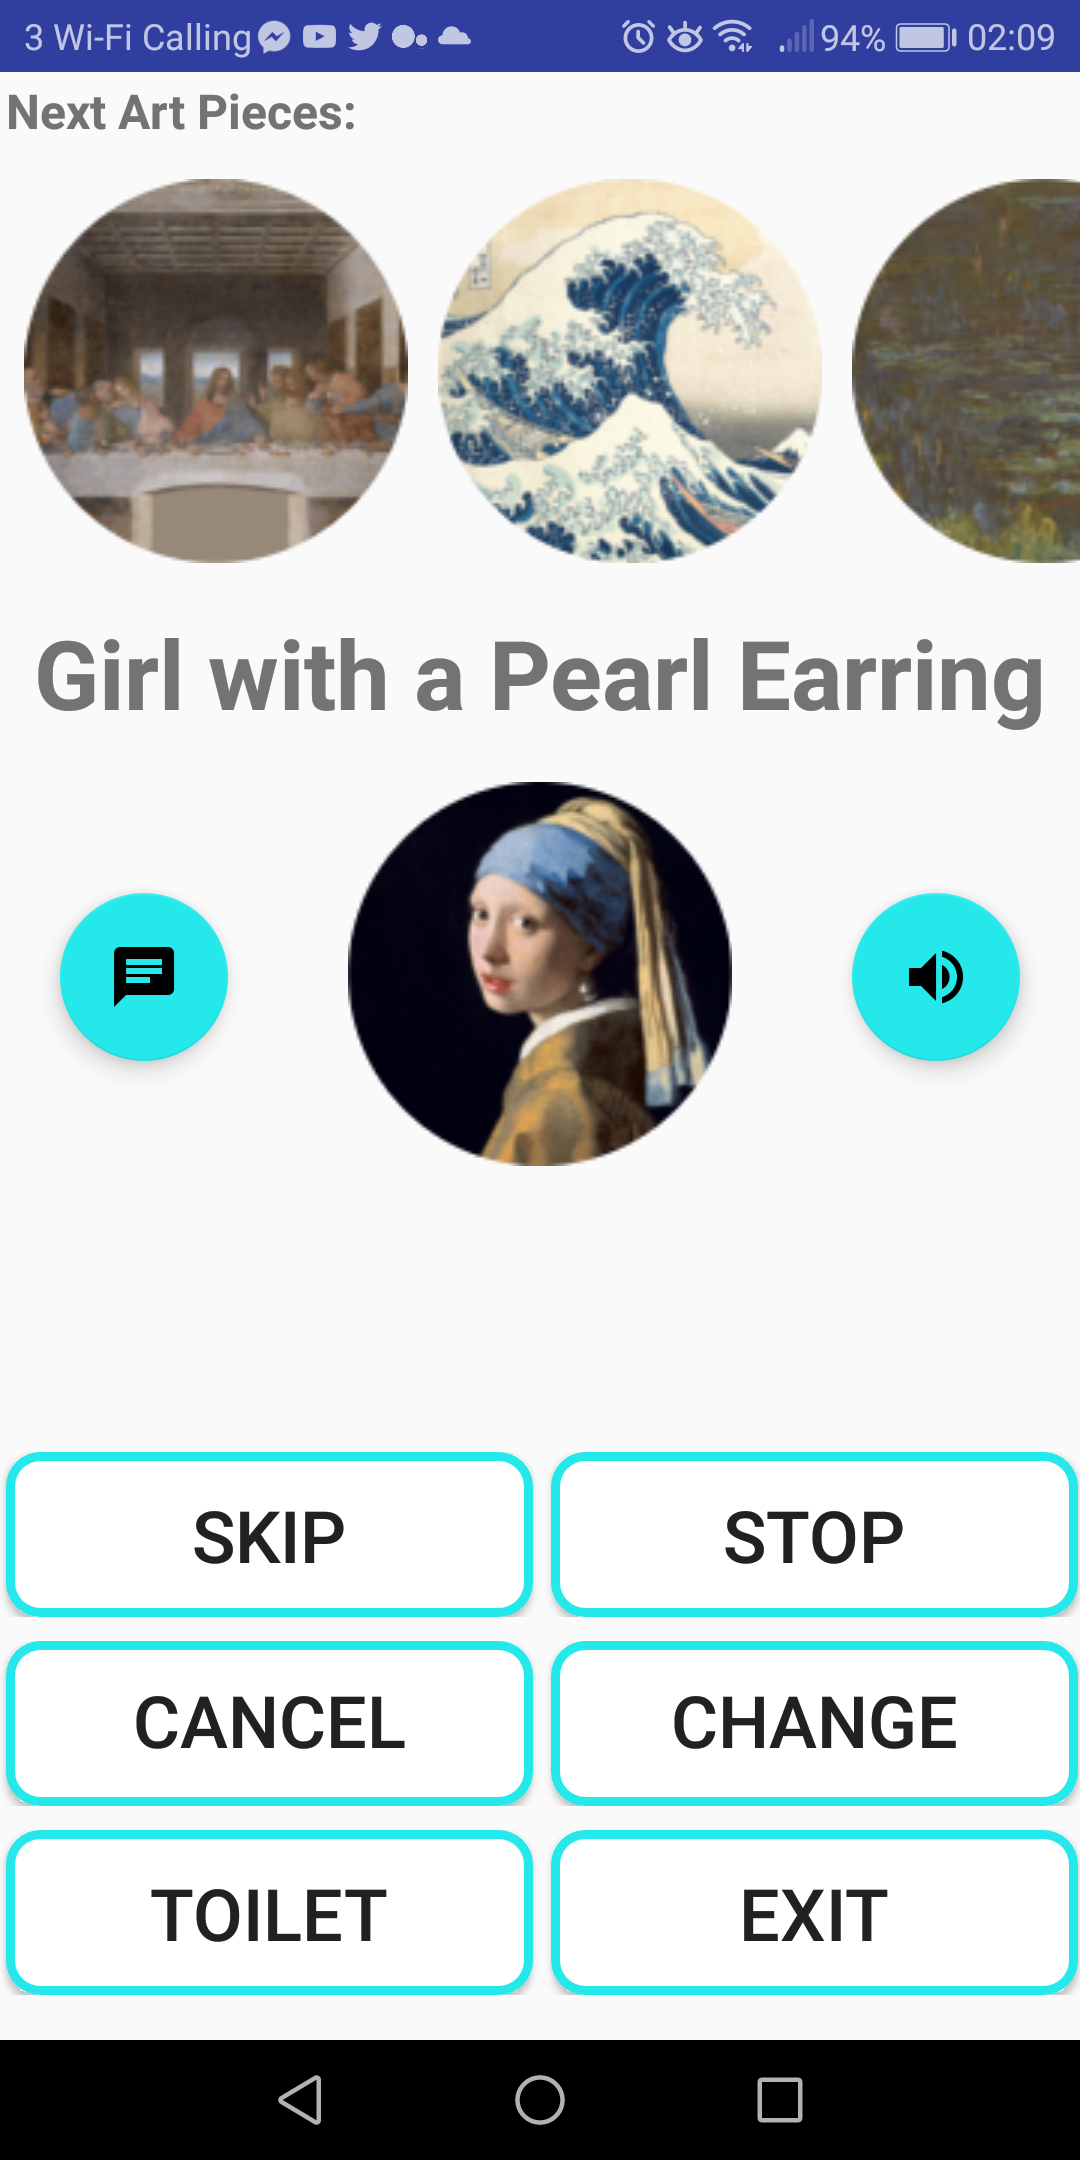 3 Wi-Fi Calling 94% 02:09
Next Art Pieces:
Girl with a Pearl Earring
SKIP STOP
CANCEL CHANGE
TOILET EXIT